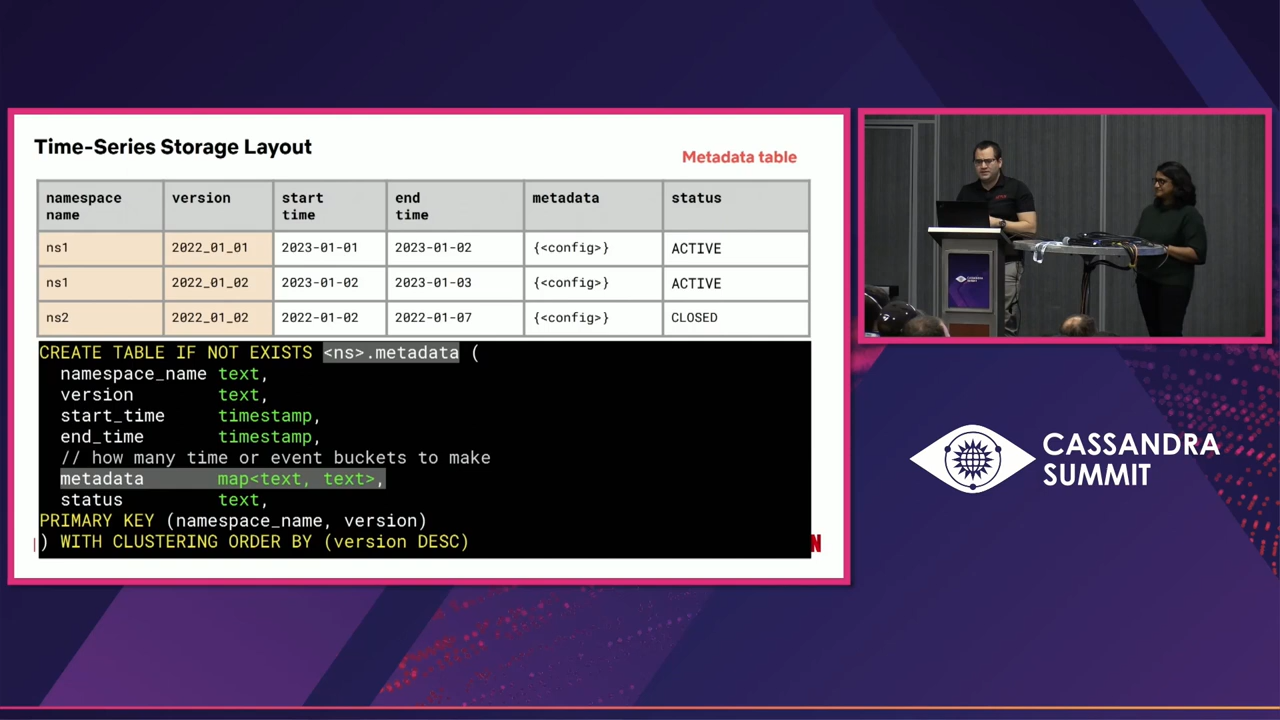 Time-Series Storage Layout
Metadata table
namespace name version start time end time metadata status
ns1 2022_01_01 2023-01-01 2023-01-02 {<config>} ACTIVE
ns1 2022_01_02 2023-01-02 2023-01-03 {<config>} ACTIVE
ns2 2022_01_02 2022-01-02 2022-01-07 {<config>} CLOSED
CREATE TABLE IF NOT EXISTS <ns>.metadata (
namespace_name text,
version text,
start_time timestamp,
end_time timestamp,
// how many time or event buckets to make
metadata map<text, text>,
status text,
PRIMARY KEY (namespace_name, version)
) WITH CLUSTERING ORDER BY (version DESC)
N
CASSANDRA
SUMMIT